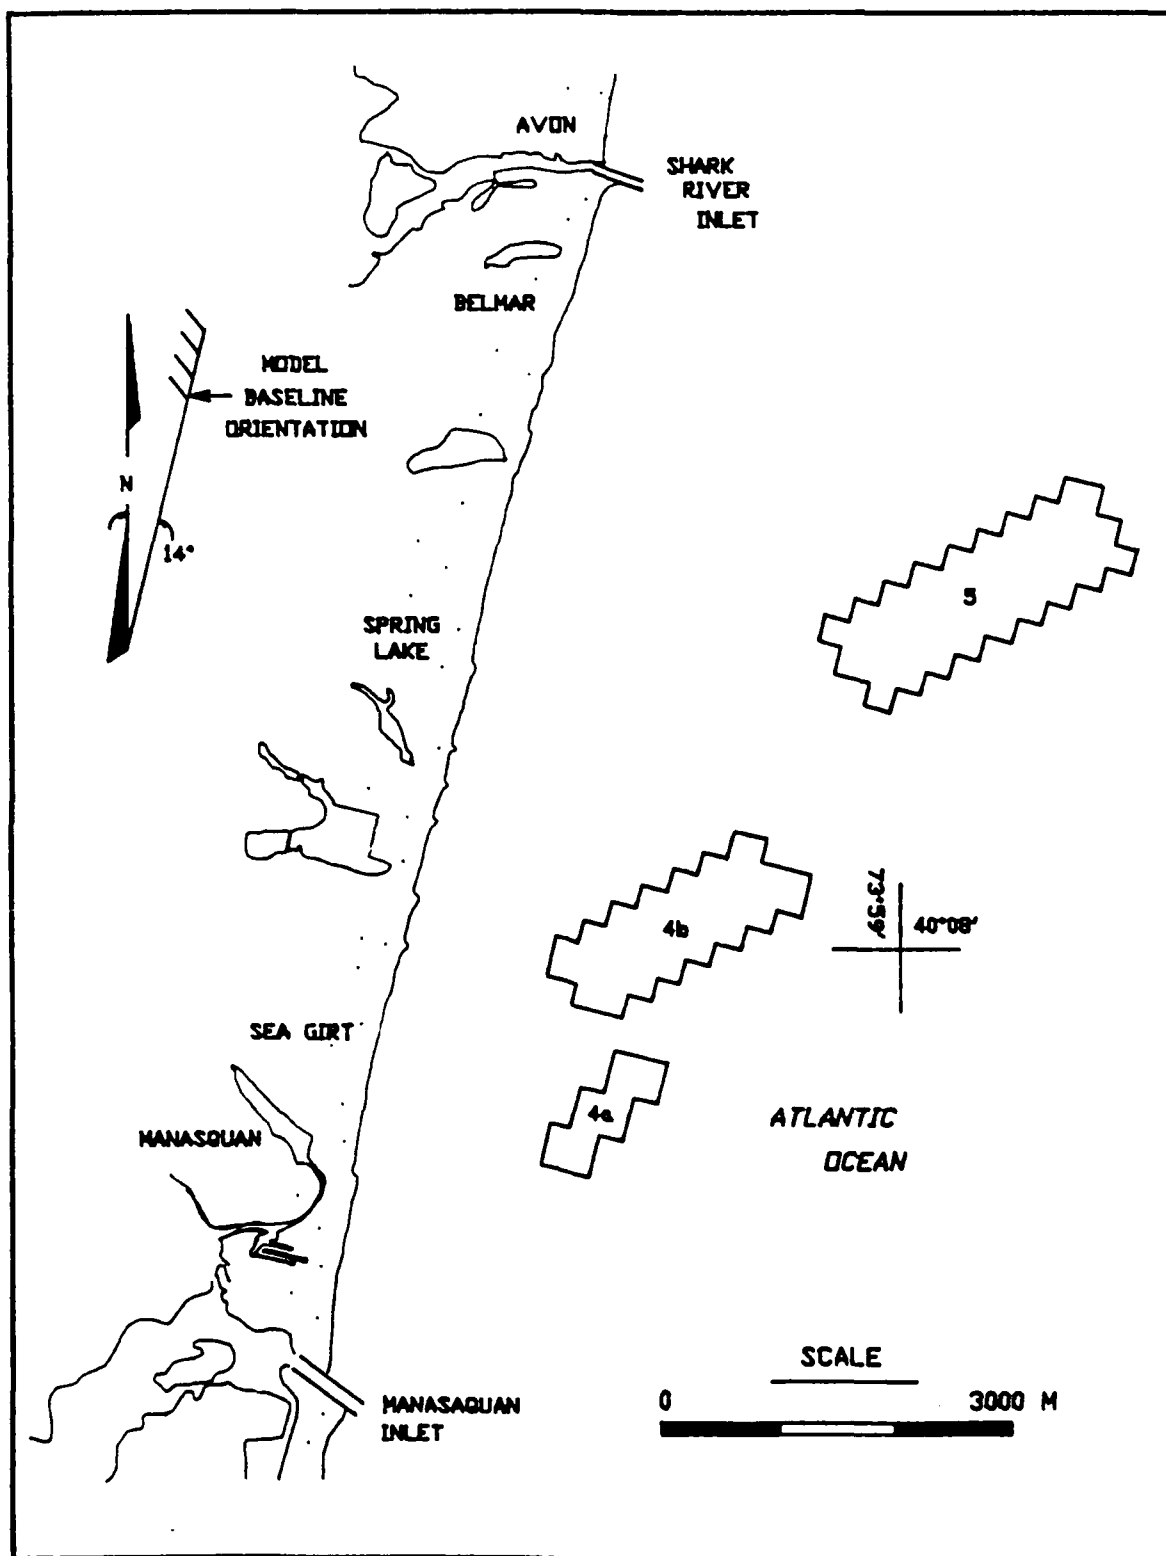 AVON
SHARK
RIVER
INLET
BELMAR
MODEL
BASELINE
ORIENTATION
N
14°
5
SPRING
LAKE
73°59'
40°08'
4b
SEA GIRT
4a
ATLANTIC
OCEAN
MANASQUAN
SCALE
0 3000 M
MANASAQUAN
INLET